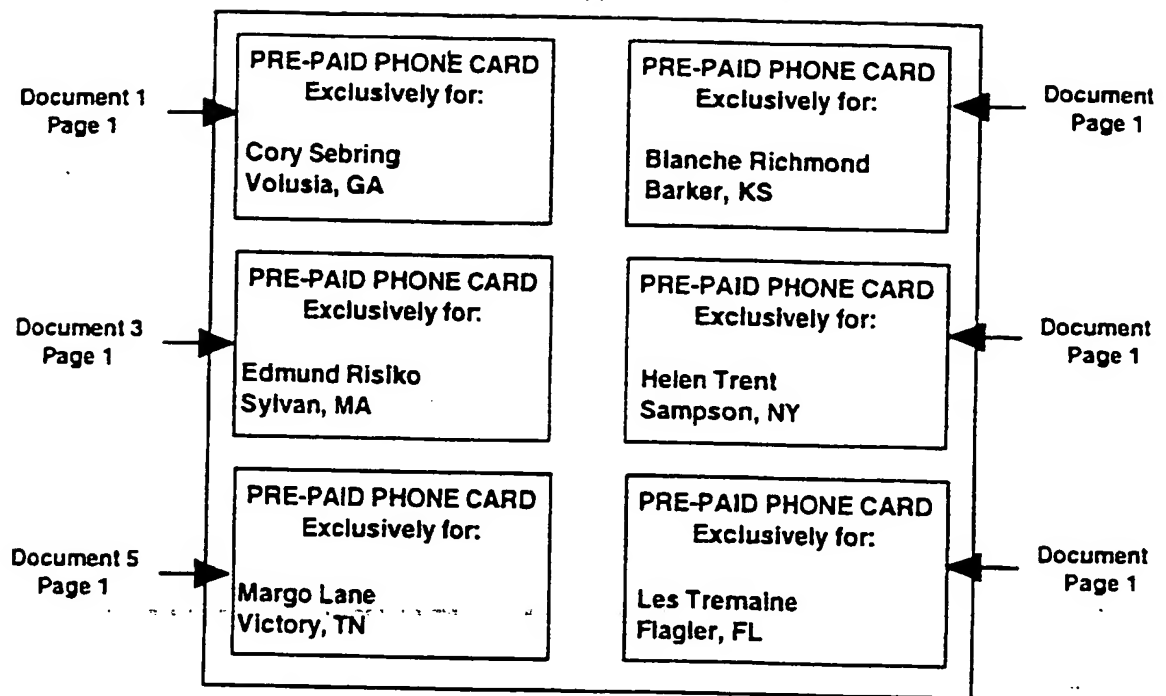 Document 1
Page 1
PRE-PAID PHONE CARD
Exclusively for:
Cory Sebring
Volusia, GA
PRE-PAID PHONE CARD
Exclusively for:
Blanche Richmond
Barker, KS
Document
Page 1
Document 3
Page 1
PRE-PAID PHONE CARD
Exclusively for:
Edmund Risiko
Sylvan, MA
PRE-PAID PHONE CARD
Exclusively for:
Helen Trent
Sampson, NY
Document
Page 1
Document 5
Page 1
PRE-PAID PHONE CARD
Exclusively for:
Margo Lane
Victory, TN
PRE-PAID PHONE CARD
Exclusively for:
Les Tremaine
Flagler, FL
Document
Page 1